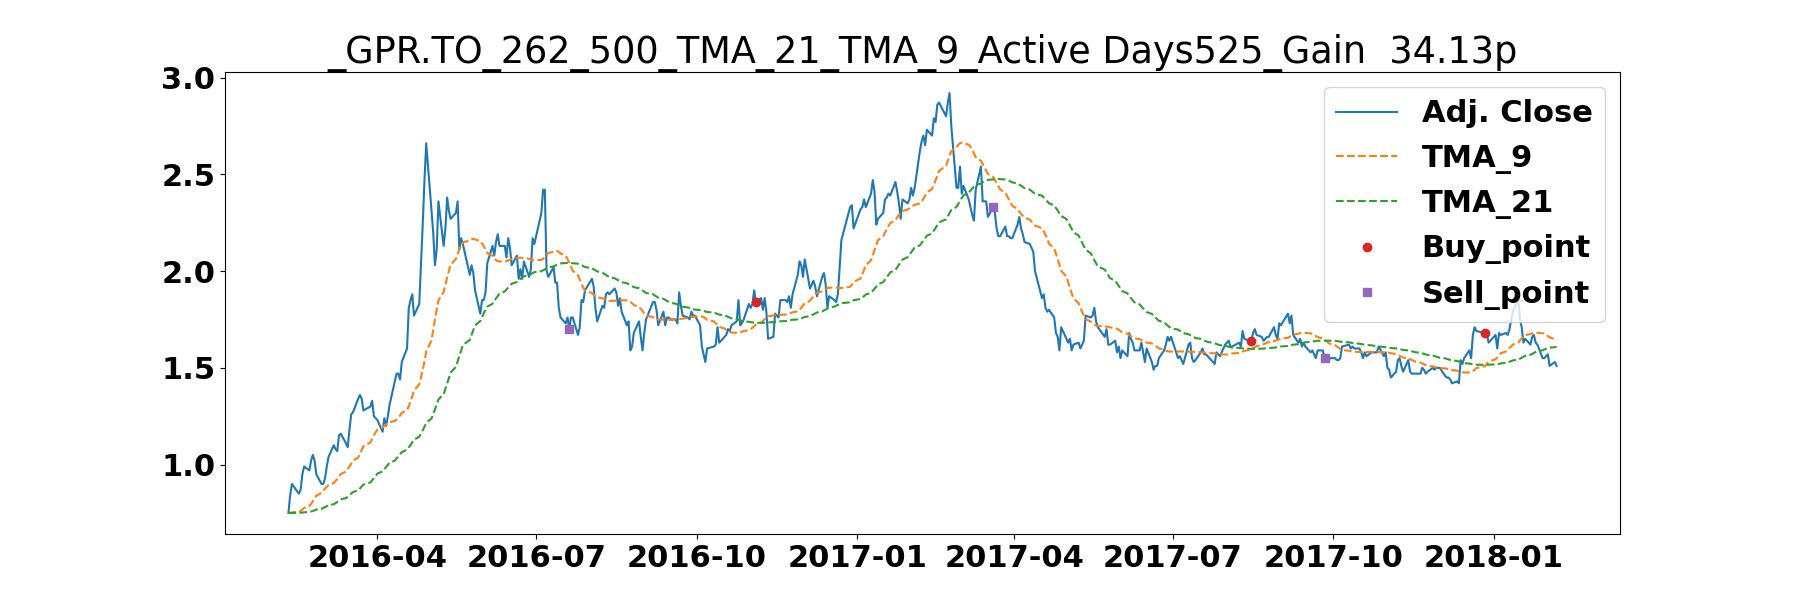 _GPR.TO_262_500_TMA_21_TMA_9_Active Days525_Gain  34.13p
3.0
2.5
2.0
1.5
1.0
Adj. Close
TMA_9
TMA_21
Buy_point
Sell_point
2016-04 2016-07 2016-10 2017-01 2017-04 2017-07 2017-10 2018-01